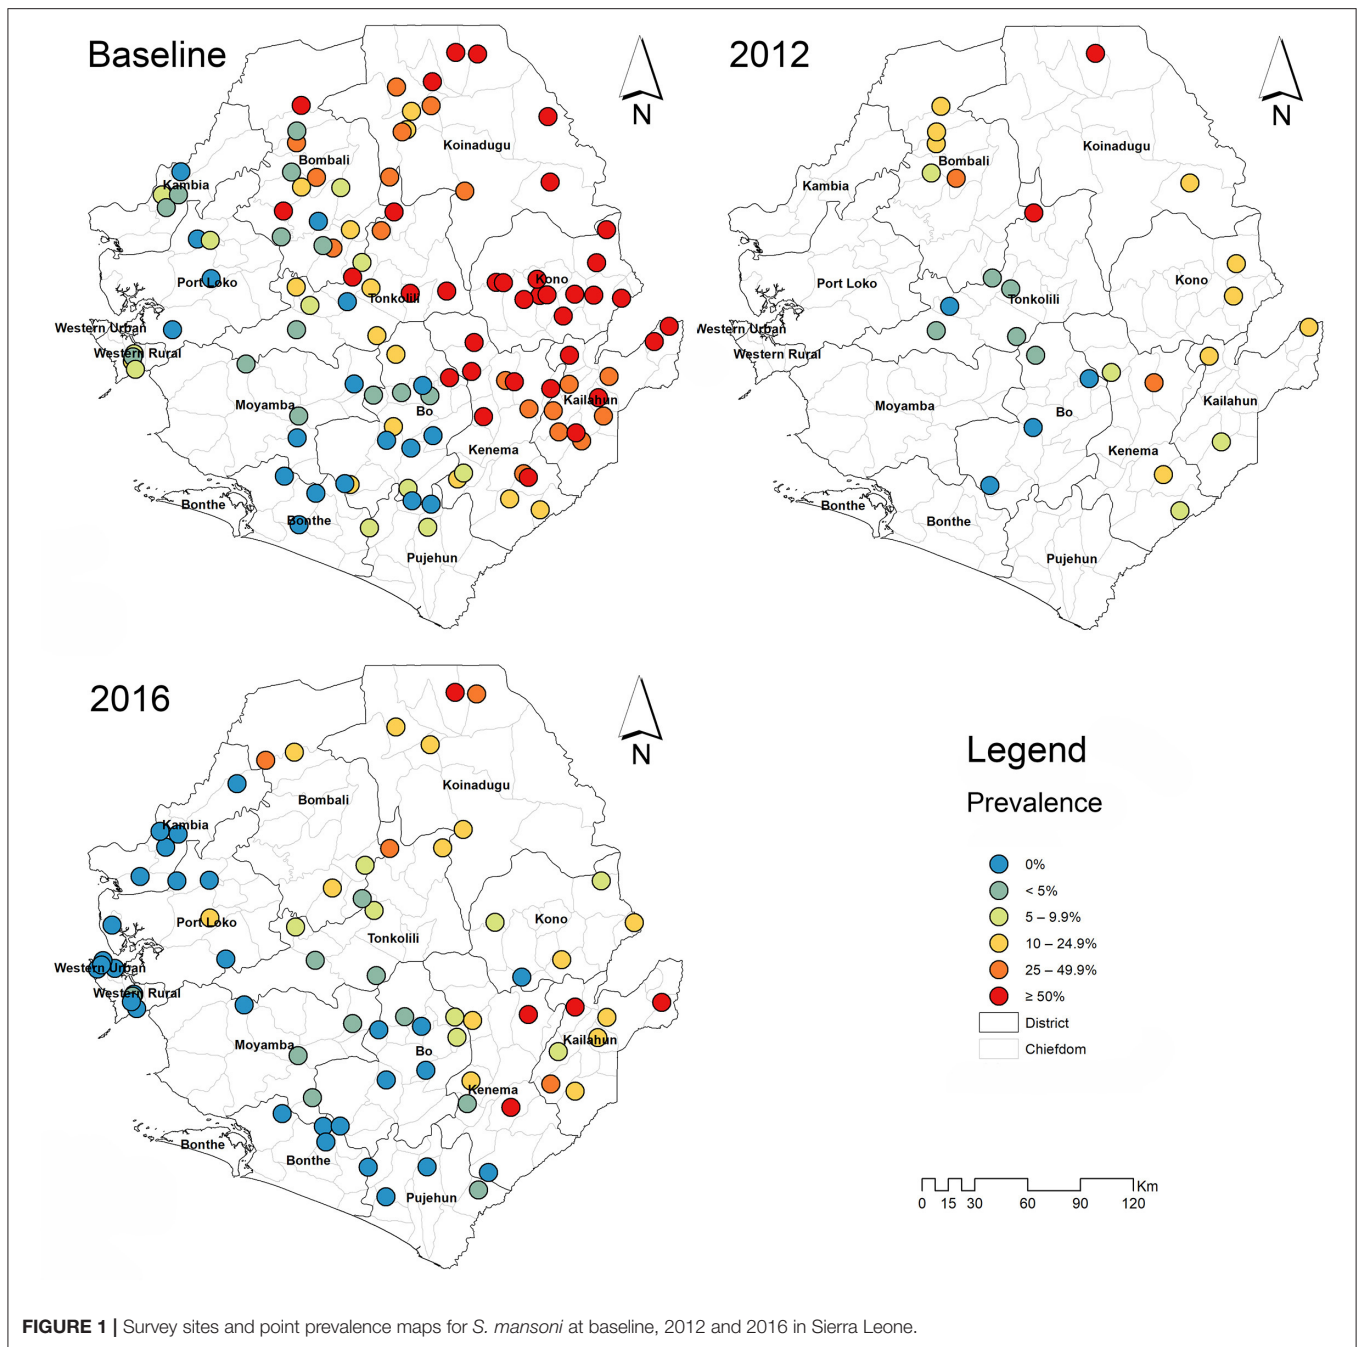 Baseline
N
Koinadugu
Bombali
Kambia
Port Loko
Kono
Tonkolili
Western Urban
Western Rural
Moyamba
Bo
Kailahun
Kenema
Bonthe
Bonthe
Pujehun
2012
N
Koinadugu
Bombali
Kambia
Port Loko
Kono
Tonkolili
Western Urban
Western Rural
Moyamba
Bo
Kailahun
Kenema
Bonthe
Bonthe
Pujehun
2016
N
Koinadugu
Bombali
Kambia
Port Loko
Kono
Tonkolili
Western Urban
Western Rural
Moyamba
Bo
Kailahun
Kenema
Bonthe
Bonthe
Pujehun
Legend
Prevalence
0%
< 5%
5 – 9.9%
10 – 24.9%
25 – 49.9%
≥ 50%
District
Chiefdom
Km
0 15 30 60 90 120
FIGURE 1 | Survey sites and point prevalence maps for S. mansoni at baseline, 2012 and 2016 in Sierra Leone.